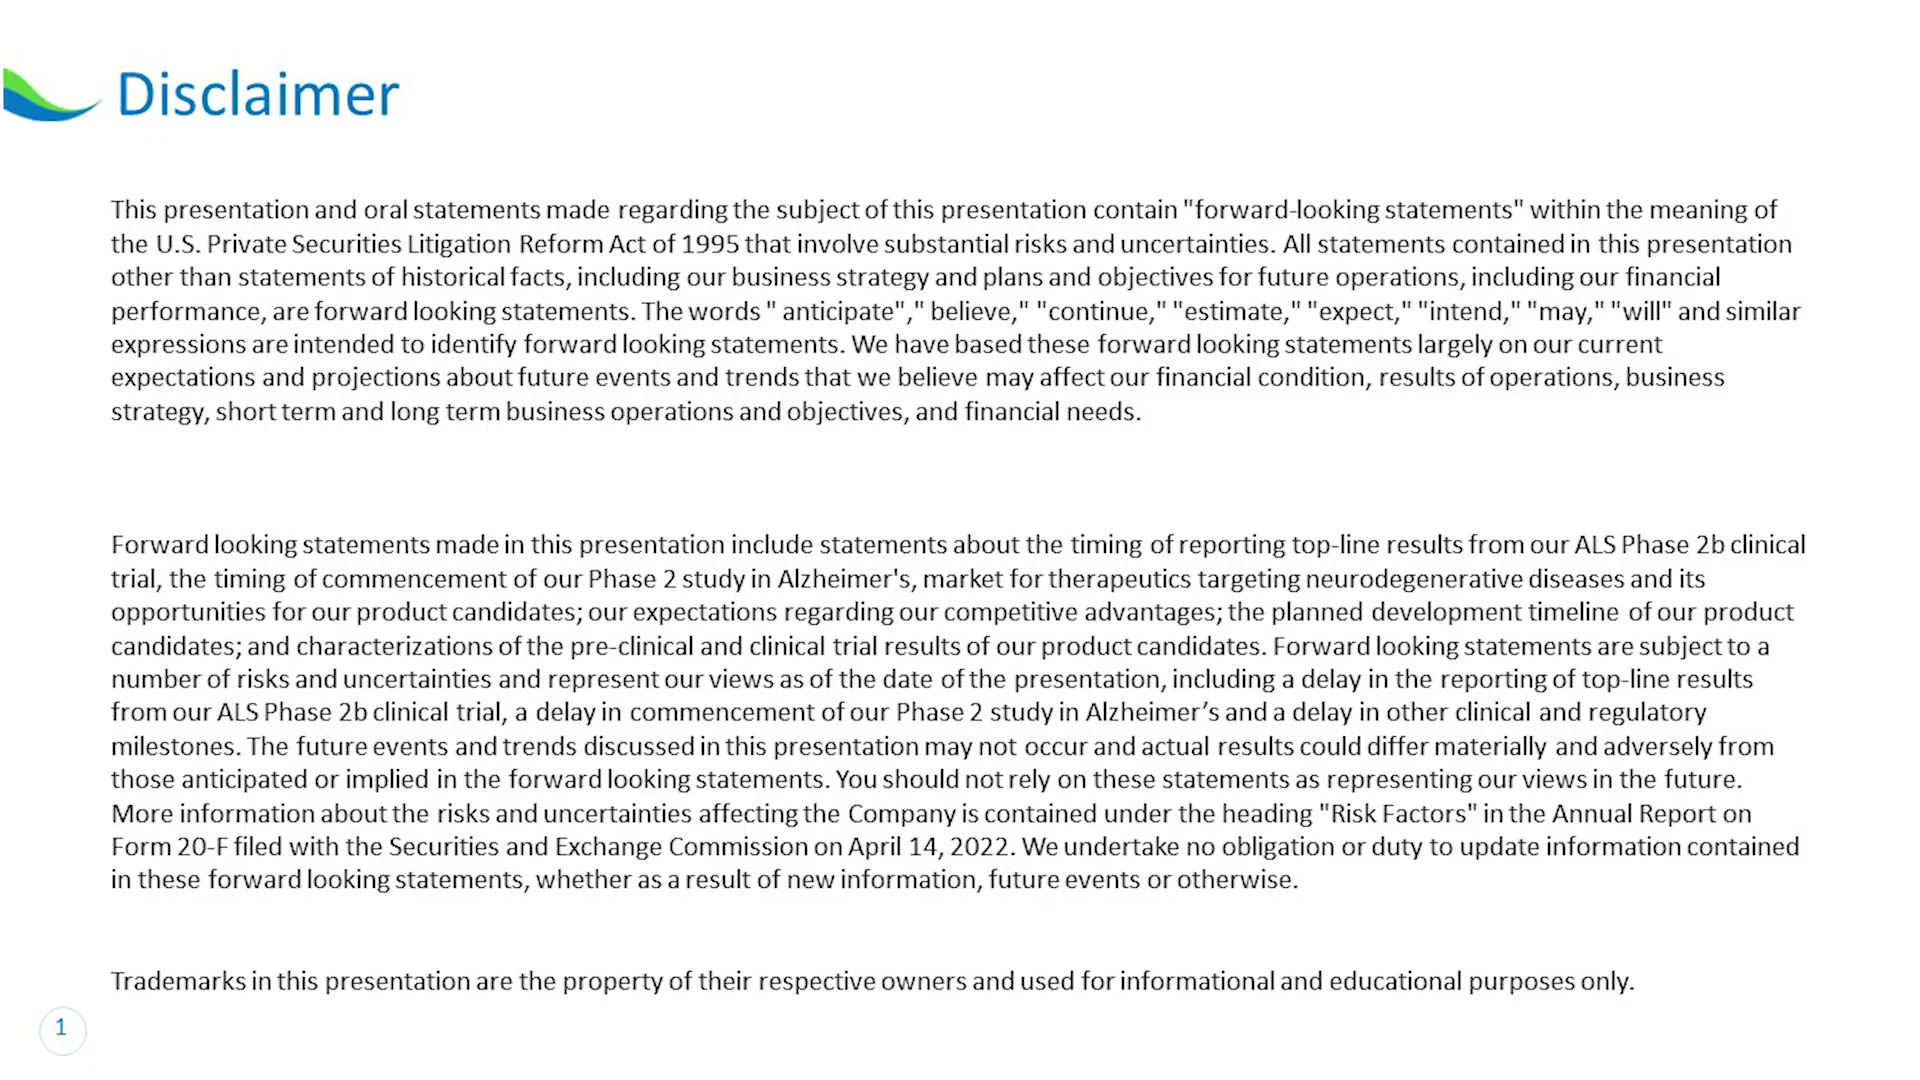 Disclaimer
This presentation and oral statements made regarding the subject of this presentation contain "forward-looking statements" within the meaning of
the U.S. Private Securities Litigation Reform Act of 1995 that involve substantial risks and uncertainties. All statements contained in this presentation
other than statements of historical facts, including our business strategy and plans and objectives for future operations, including our financial
performance, are forward looking statements. The words " anticipate"," believe," "continue," "estimate," "expect," "intend," "may," "will" and similar
expressions are intended to identify forward looking statements. We have based these forward looking statements largely on our current
expectations and projections about future events and trends that we believe may affect our financial condition, results of operations, business
strategy, short term and long term business operations and objectives, and financial needs.
Forward looking statements made in this presentation include statements about the timing of reporting top-line results from our ALS Phase 2b clinical
trial, the timing of commencement of our Phase 2 study in Alzheimer's, market for therapeutics targeting neurodegenerative diseases and its
opportunities for our product candidates; our expectations regarding our competitive advantages; the planned development timeline of our product
candidates; and characterizations of the pre-clinical and clinical trial results of our product candidates. Forward looking statements are subject to a
number of risks and uncertainties and represent our views as of the date of the presentation, including a delay in the reporting of top-line results
from our ALS Phase 2b clinical trial, a delay in commencement of our Phase 2 study in Alzheimer’s and a delay in other clinical and regulatory
milestones. The future events and trends discussed in this presentation may not occur and actual results could differ materially and adversely from
those anticipated or implied in the forward looking statements. You should not rely on these statements as representing our views in the future.
More information about the risks and uncertainties affecting the Company is contained under the heading "Risk Factors" in the Annual Report on
Form 20-F filed with the Securities and Exchange Commission on April 14, 2022. We undertake no obligation or duty to update information contained
in these forward looking statements, whether as a result of new information, future events or otherwise.
Trademarks in this presentation are the property of their respective owners and used for informational and educational purposes only.
1